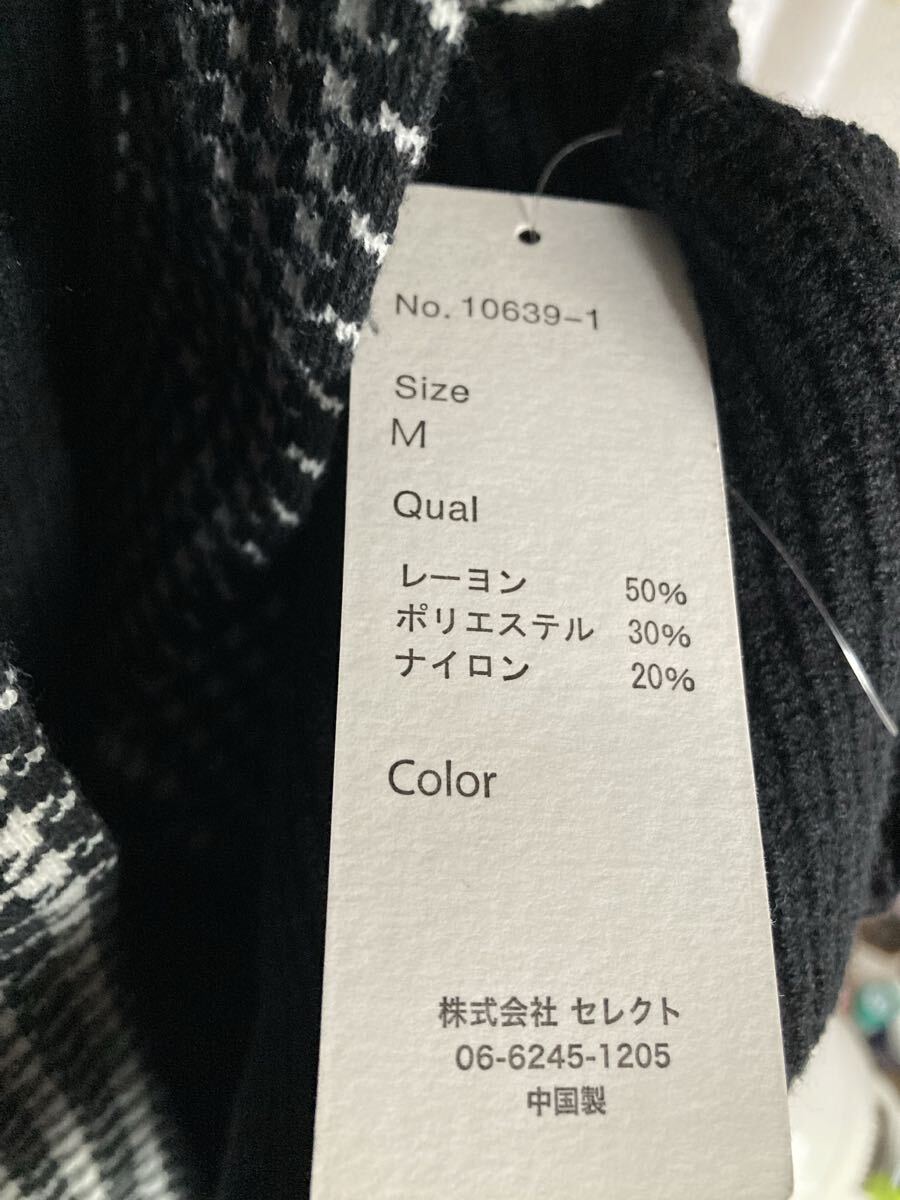 No. 10639-1
Size
M
Qual
レーヨン 50%
ポリエステル 30%
ナイロン 20%
Color
株式会社 セレクト
06-6245-1205
中国製